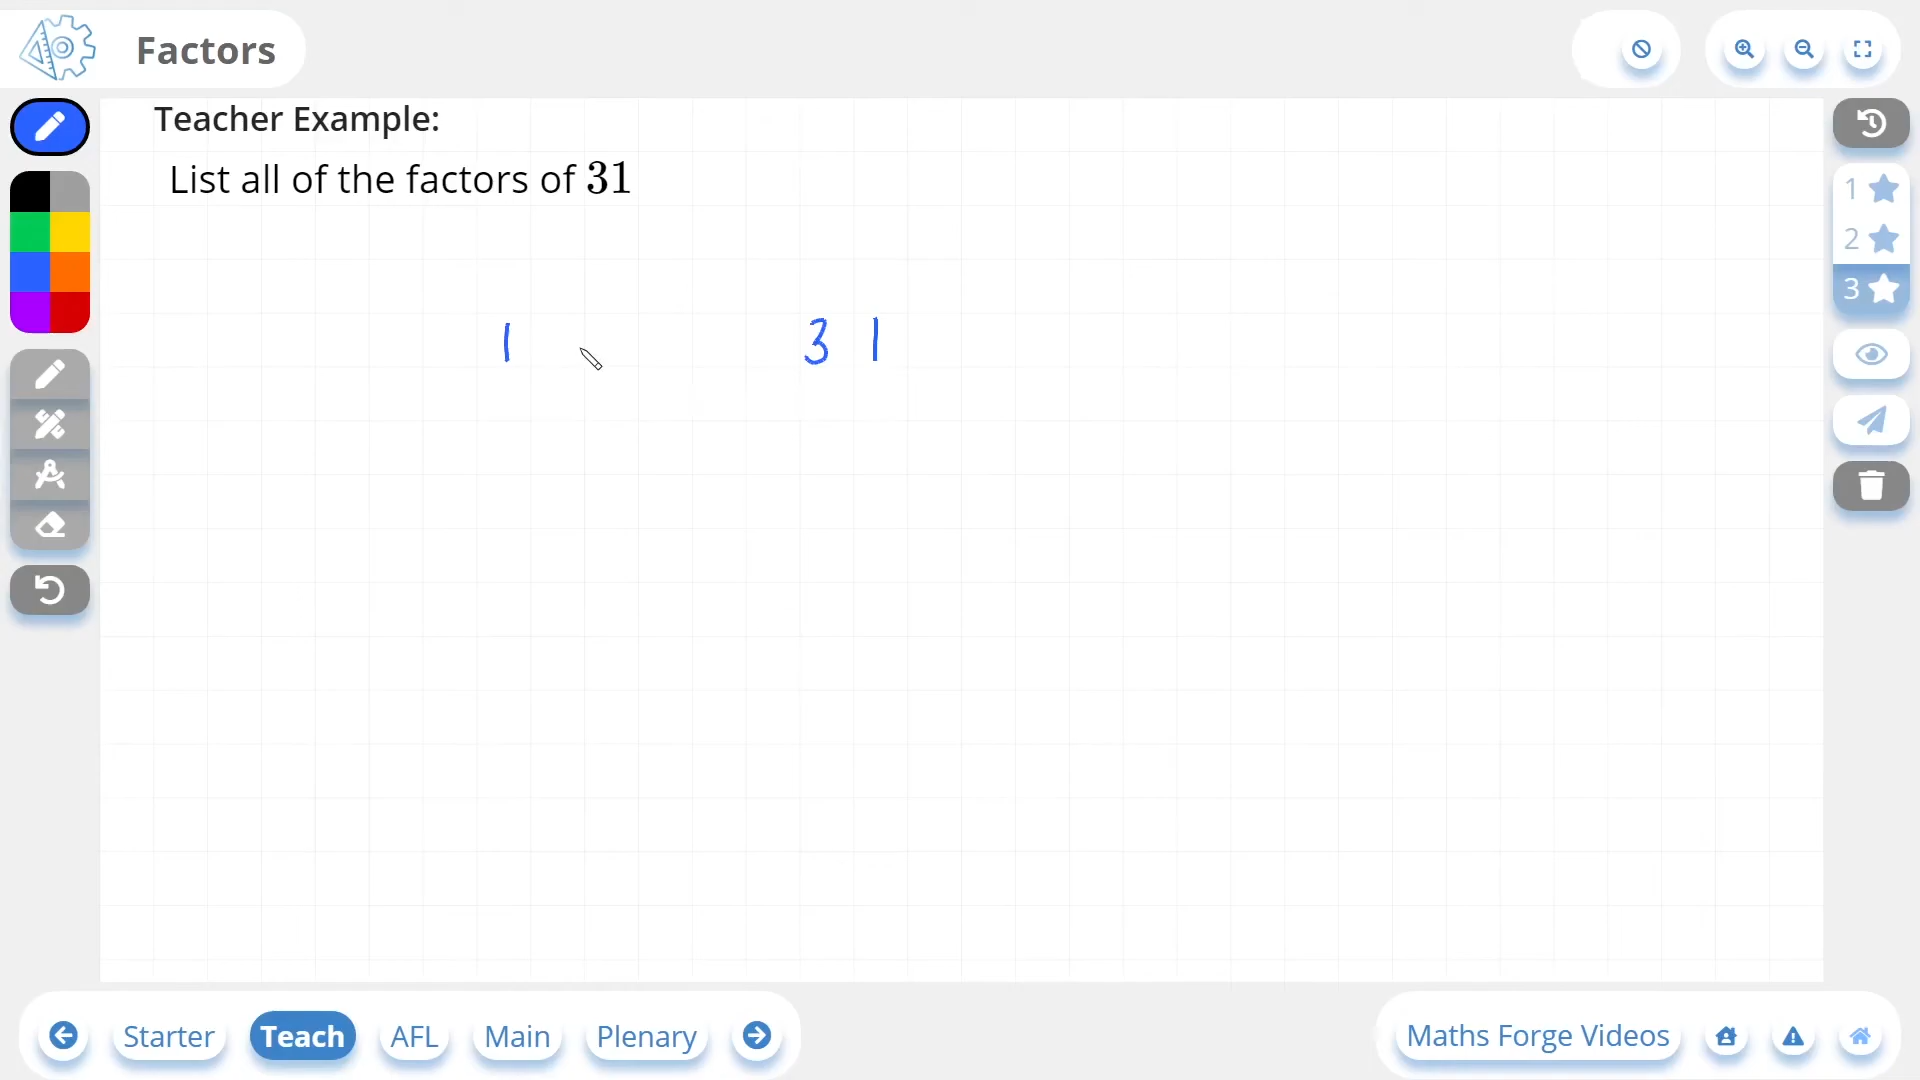 Factors
Teacher Example:
List all of the factors of 31
1 31
1
2
3
Starter Teach AFL Main Plenary
Maths Forge Videos